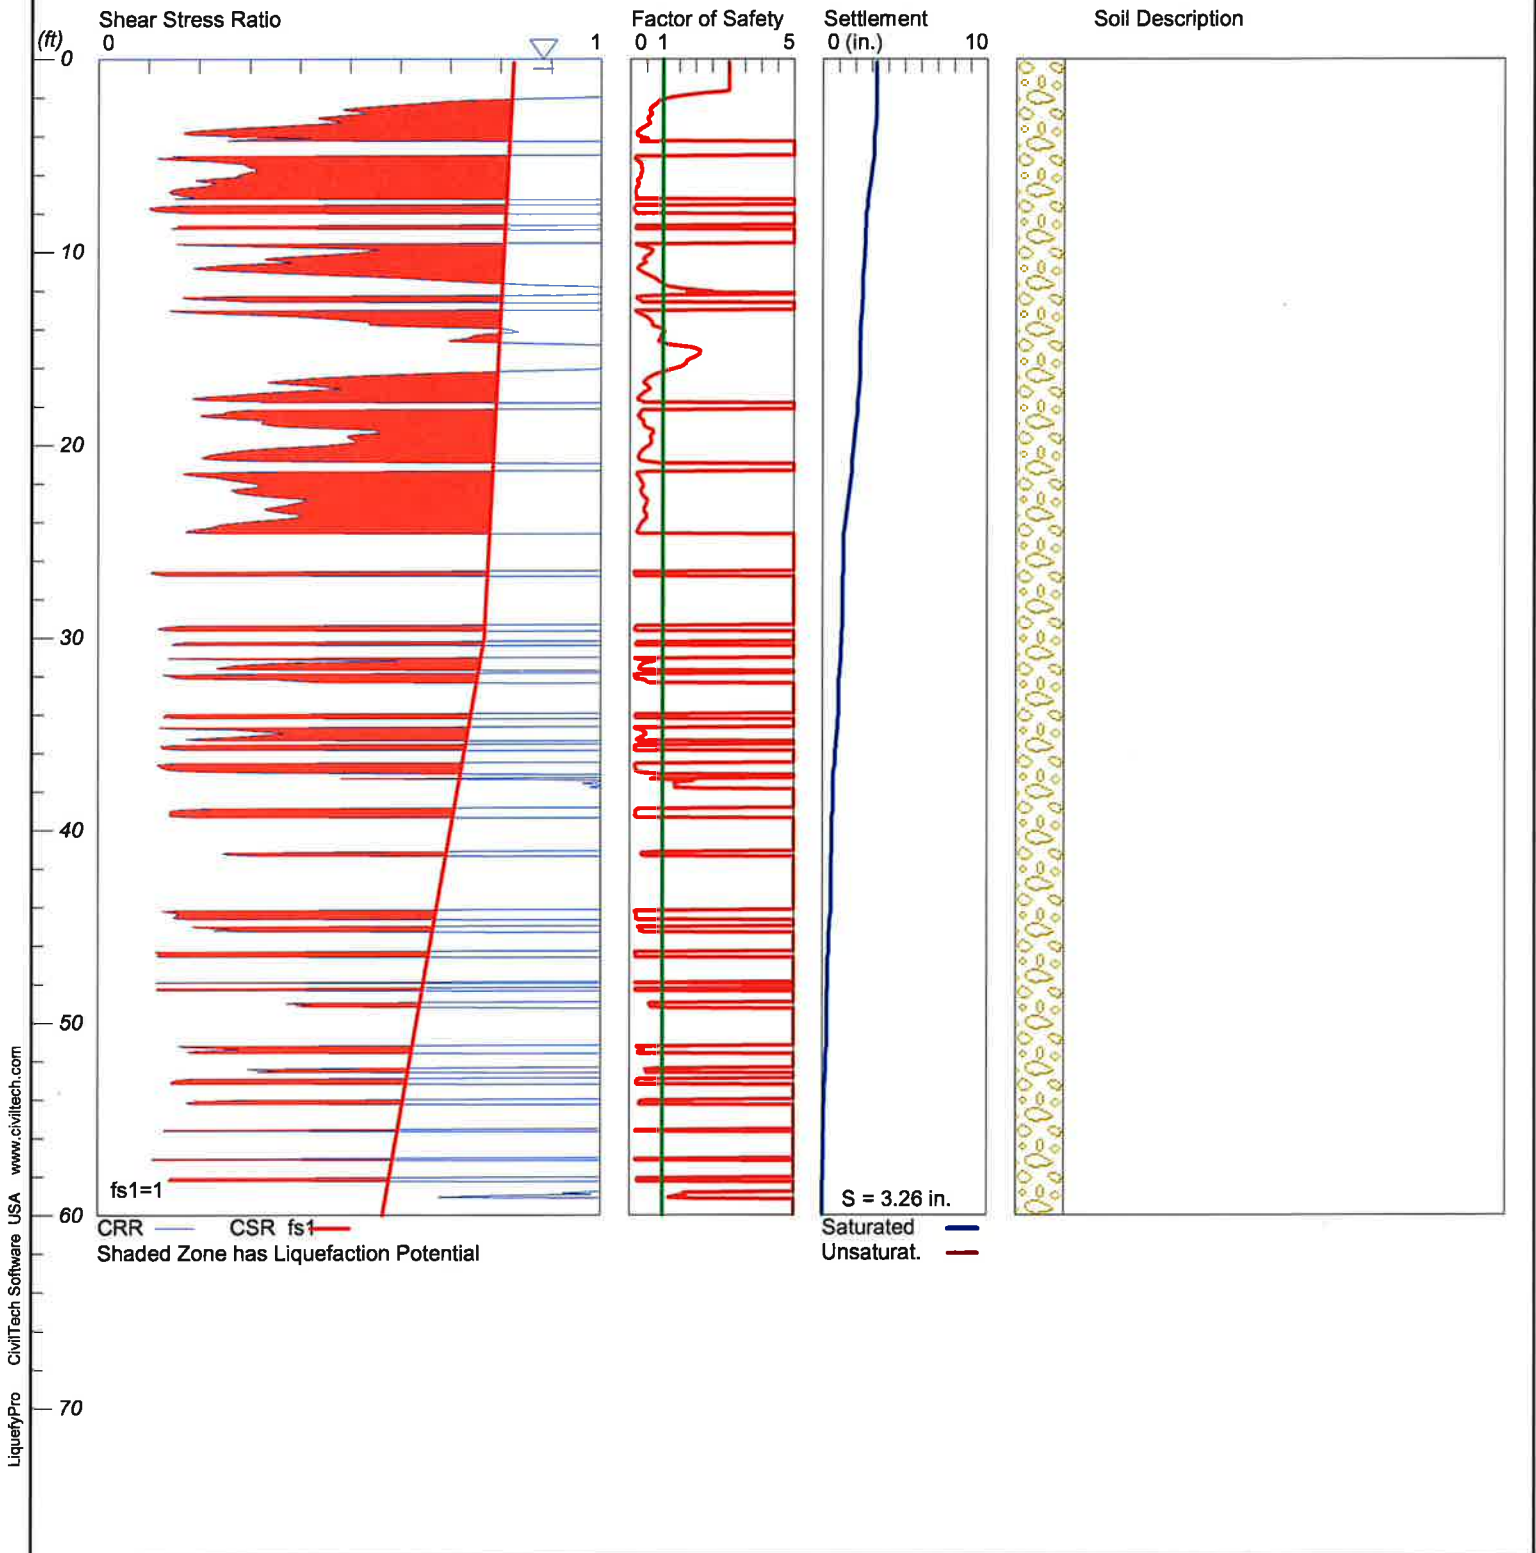 Shear Stress Ratio
Factor of Safety
Settlement
Soil Description
(ft)
0 1
0 1 5
0 (in.) 10
0
10
20
30
40
50
60
70
fs1=1
S = 3.26 in.
CRR CSR fs1
Shaded Zone has Liquefaction Potential
Saturated
Unsaturat.
LiquefyPro CivilTech Software USA www.civiltech.com